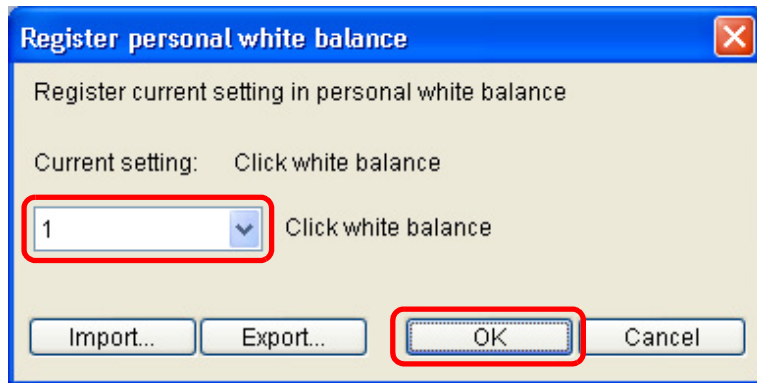 Register personal white balance
Register current setting in personal white balance
Current setting: Click white balance
1 Click white balance
Import... Export... OK Cancel